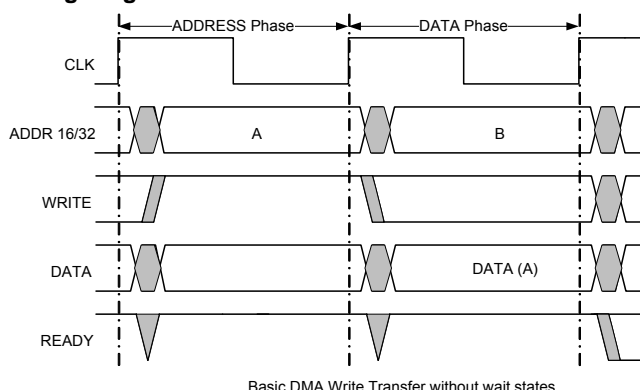 ADDRESS Phase DATA Phase
CLK
ADDR 16/32 A B
WRITE
DATA DATA (A)
READY
Basic DMA Write Transfer without wait states